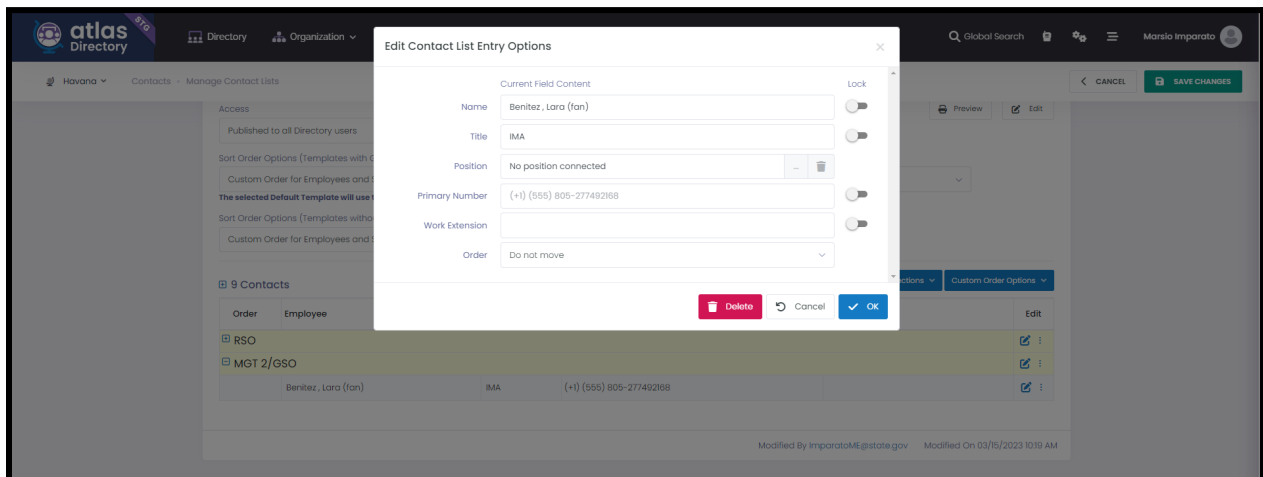 atlas
Directory
STG
Directory
Organization
Global Search
Marsio Imparato
Havana
Contacts
Manage Contact Lists
CANCEL
SAVE CHANGES
Access
Published to all Directory users
Preview
Edit
Sort Order Options (Templates with
Custom Order for Employees and
The selected Default Template will use
Sort Order Options (Templates witho
Custom Order for Employees and
Edit Contact List Entry Options
Current Field Content
Lock
Name
Benitez , Lara (fan)
Title
IMA
Position
No position connected
...
Primary Number
(+1) (555) 805-277492168
Work Extension
Order
Do not move
Delete
Cancel
OK
9 Contacts
ctions
Custom Order Options
Order
Employee
Edit
RSO
MGT 2/GSO
Benitez , Lara (fan)
IMA
(+1) (555) 805-277492168
Modified By ImparatoME@state.gov
Modified On 03/15/2023 10:19 AM